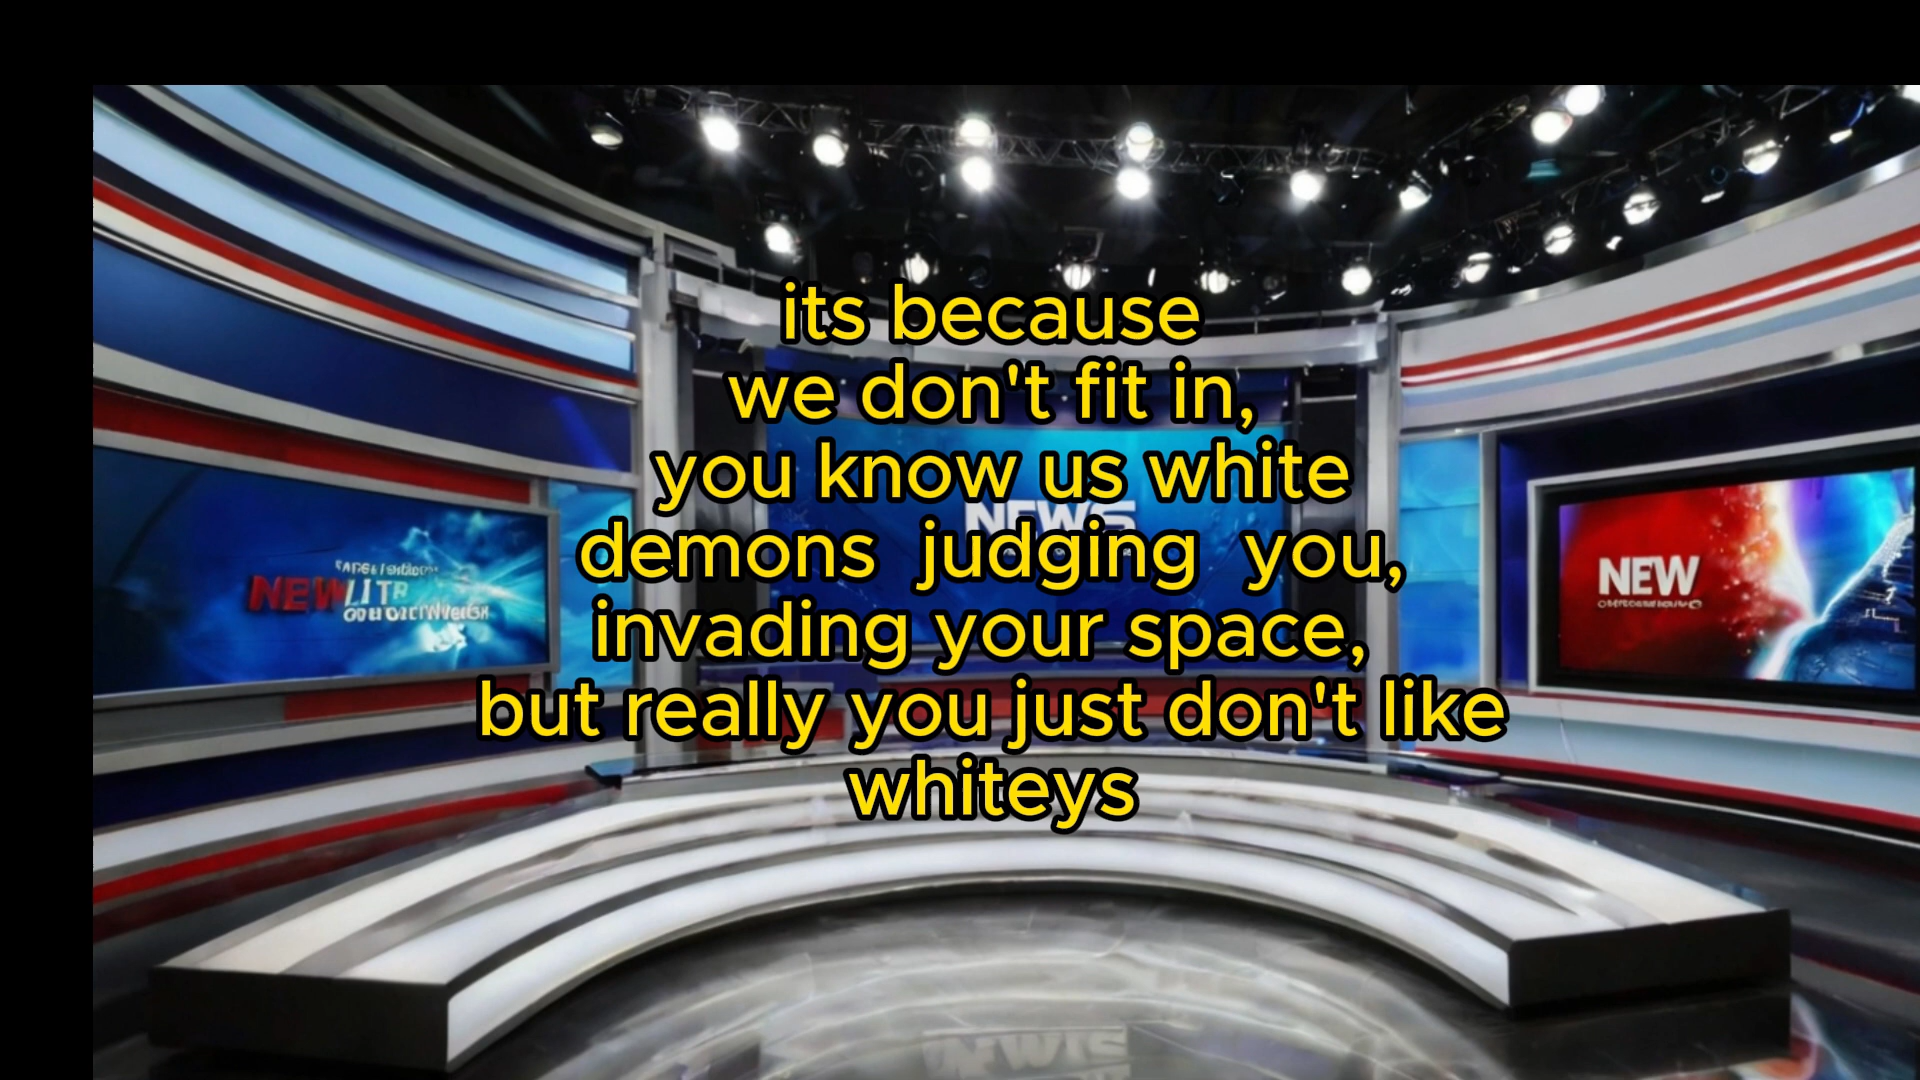 its because
we don't fit in,
you know us white
demons judging you,
invading your space,
but really you just don't like
whiteys
NEWS
NEW
NEW